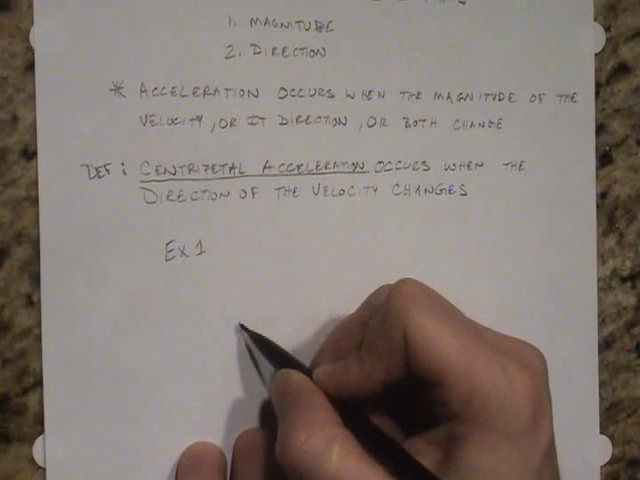 1. MAGNITUDE
2. DIRECTION
* ACCELERATION OCCURS WHEN THE MAGNITUDE OF THE
VELOCITY, OR IT DIRECTION, OR BOTH CHANGE
DEF: CENTRIPETAL ACCELERATION OCCURS WHEN THE
DIRECTION OF THE VELOCITY CHANGES
EX 1